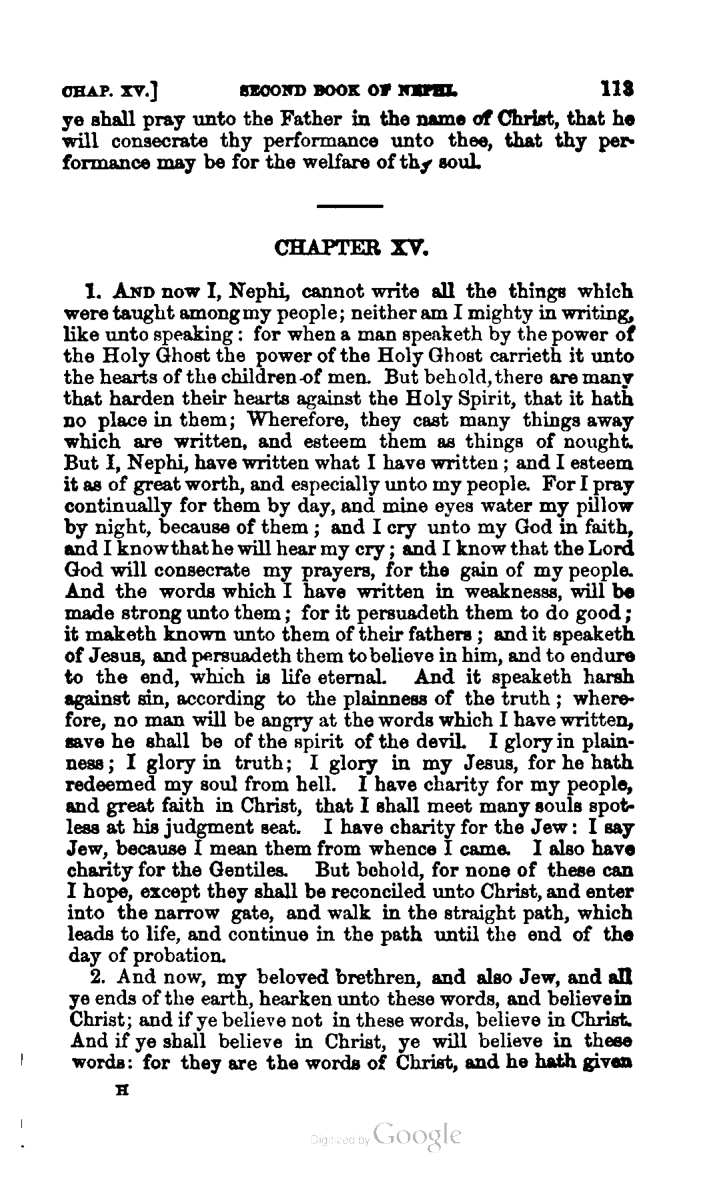 CHAP. XV.] SECOND BOOK OF NEPHI. 113
ye shall pray unto the Father in the name of Christ, that he
will consecrate thy performance unto thee, that thy per-
formance may be for the welfare of thy soul.
CHAPTER XV.
1. AND now I, Nephi, cannot write all the things which
were taught among my people; neither am I mighty in writing,
like unto speaking: for when a man speaketh by the power of
the Holy Ghost the power of the Holy Ghost carrieth it unto
the hearts of the children of men. But behold, there are many
that harden their hearts against the Holy Spirit, that it hath
no place in them; Wherefore, they cast many things away
which are written, and esteem them as things of nought.
But I, Nephi, have written what I have written; and I esteem
it as of great worth, and especially unto my people. For I pray
continually for them by day, and mine eyes water my pillow
by night, because of them; and I cry unto my God in faith,
and I know that he will hear my cry; and I know that the Lord
God will consecrate my prayers, for the gain of my people.
And the words which I have written in weaknesss, will be
made strong unto them; for it persuadeth them to do good;
it maketh known unto them of their fathers; and it speaketh
of Jesus, and persuadeth them to believe in him, and to endure
to the end, which is life eternal. And it speaketh harsh
against sin, according to the plainness of the truth; where-
fore, no man will be angry at the words which I have written,
save he shall be of the spirit of the devil. I glory in plain-
ness; I glory in truth; I glory in my Jesus, for he hath
redeemed my soul from hell. I have charity for my people,
and great faith in Christ, that I shall meet many souls spot-
less at his judgment seat. I have charity for the Jew: I say
Jew, because I mean them from whence I came. I also have
charity for the Gentiles. But behold, for none of these can
I hope, except they shall be reconciled unto Christ, and enter
into the narrow gate, and walk in the straight path, which
leads to life, and continue in the path until the end of the
day of probation.
2. And now, my beloved brethren, and also Jew, and all
ye ends of the earth, hearken unto these words, and believe in
Christ; and if ye believe not in these words, believe in Christ.
And if ye shall believe in Christ, ye will believe in these
words: for they are the words of Christ, and he hath given
H
Digitized by Google